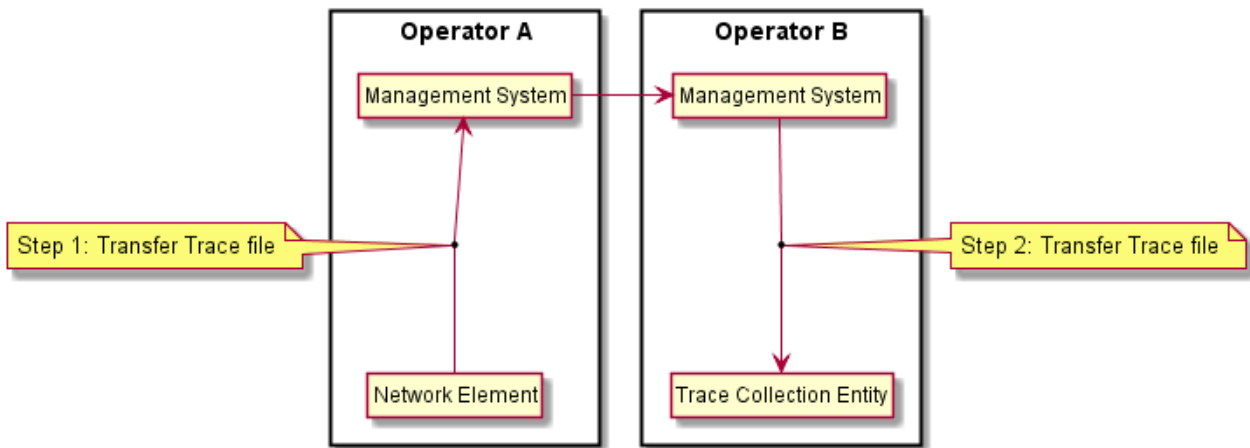 Operator A
Operator B
Management System
Management System
Step 1: Transfer Trace file
Step 2: Transfer Trace file
Network Element
Trace Collection Entity